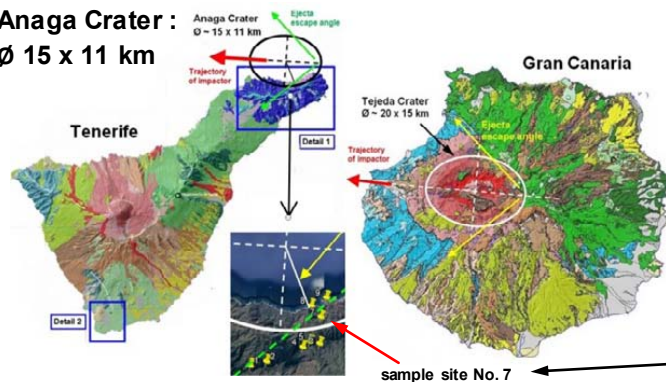 Anaga Crater :
Ø 15 x 11 km
Anaga Crater
Ø ~ 15 x 11 km
Ejecta
escape angle
Trajectory
of impactor
Tenerife
Detail 1
Detail 2
Gran Canaria
Tejeda Crater
Ø ~ 20 x 15 km
Ejecta
escape angle
Trajectory
of impactor
sample site No. 7